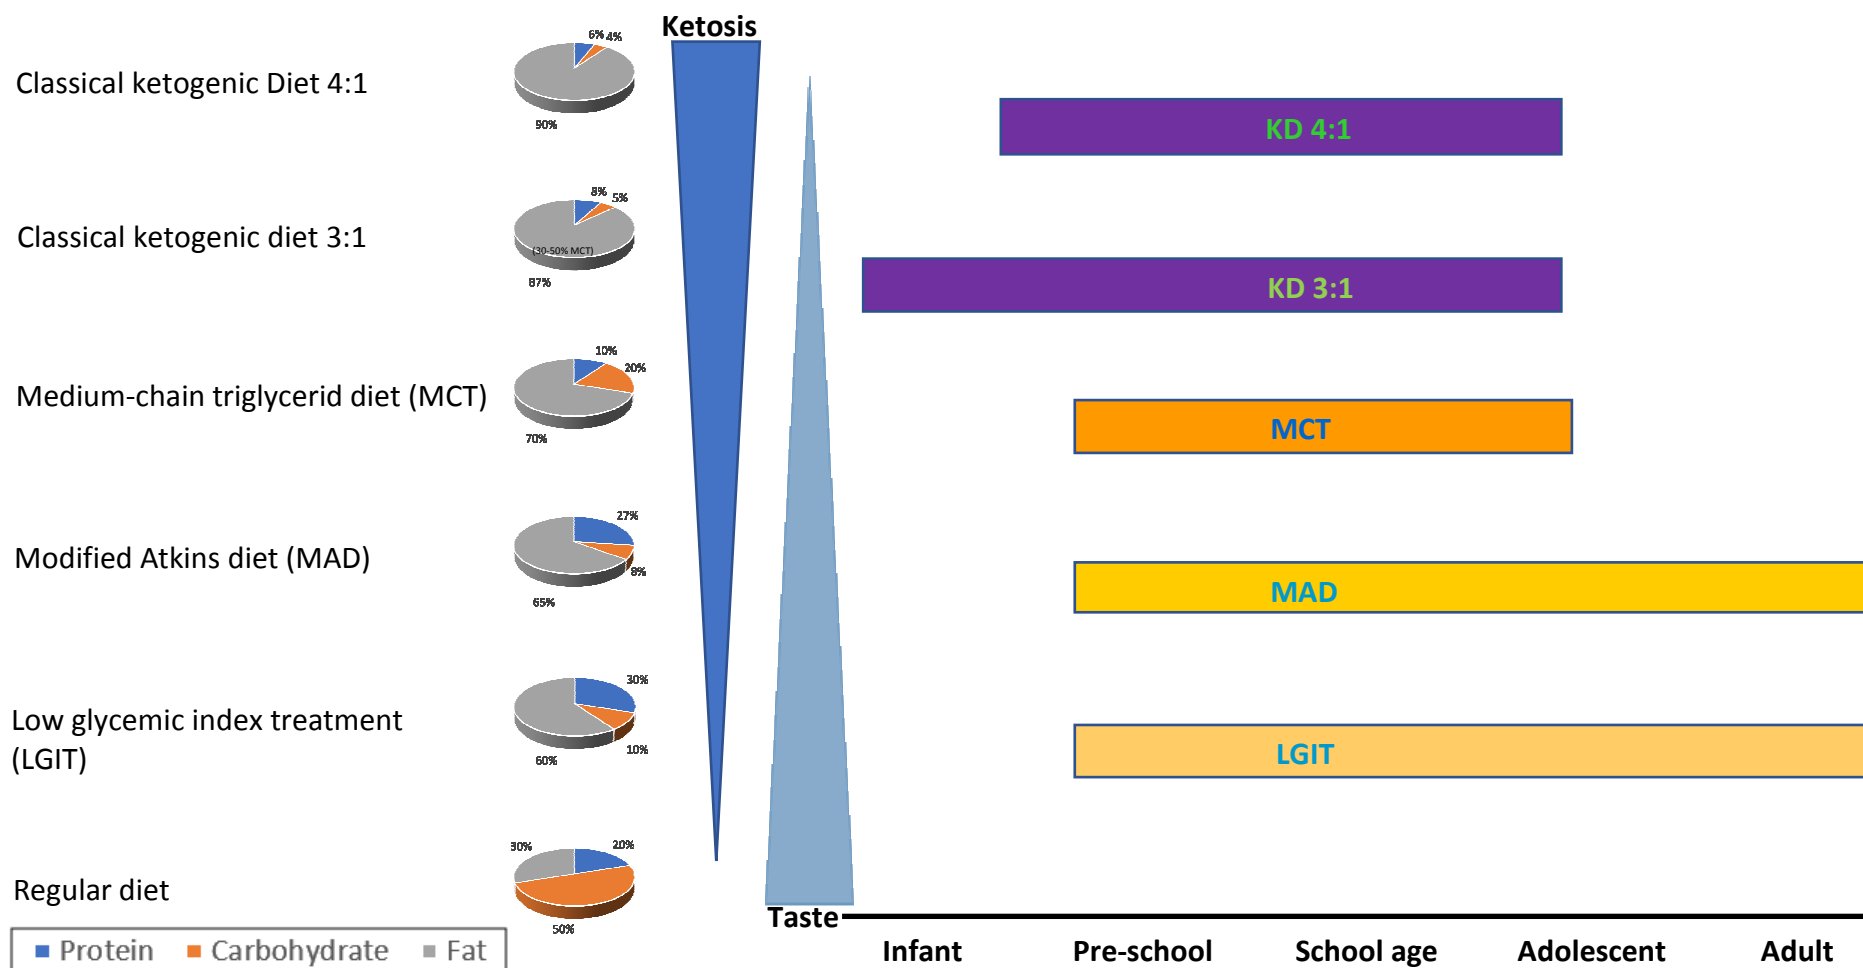 Ketosis
Classical ketogenic Diet 4:1
6%
4%
90%
KD 4:1
Classical ketogenic diet 3:1
8%
5%
(30-50% MCT)
87%
KD 3:1
Medium-chain triglycerid diet (MCT)
10%
20%
70%
MCT
Modified Atkins diet (MAD)
27%
8%
65%
MAD
Low glycemic index treatment
(LGIT)
30%
10%
60%
LGIT
Regular diet
30%
20%
50%
Taste
Protein Carbohydrate Fat
Infant Pre-school School age Adolescent Adult